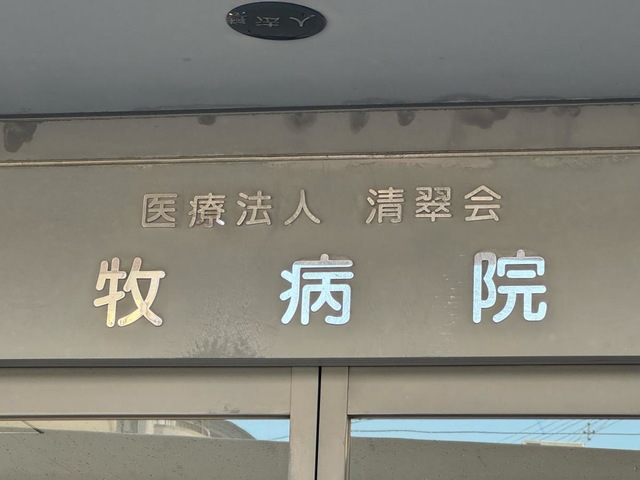 医療法人 清翠会
牧 病 院